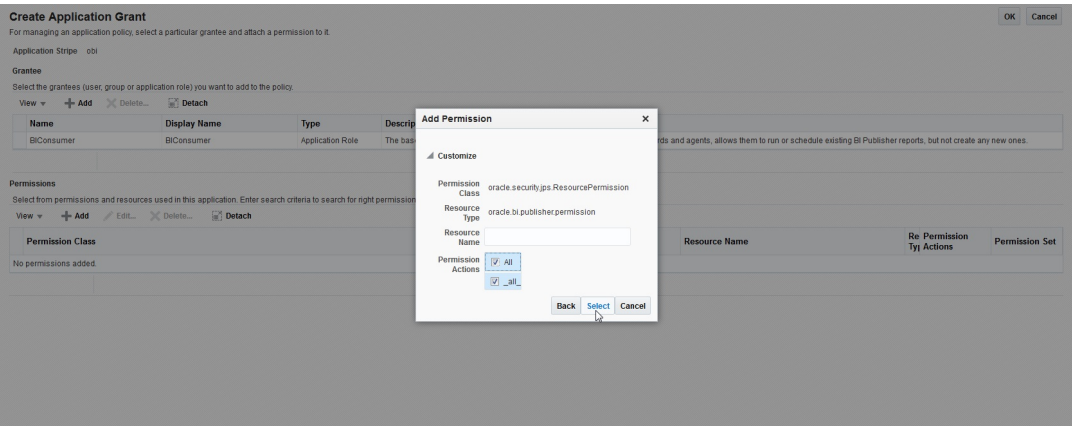 Create Application Grant
OK Cancel
For managing an application policy, select a particular grantee and attach a permission to it.
Application Stripe obi
Grantee
Select the grantees (user, group or application role) you want to add to the policy.
View Add Delete... Detach
Name Display Name Type Descrip
BIConsumer BIConsumer Application Role The bas rds and agents, allows them to run or schedule existing BI Publisher reports, but not create any new ones.
Permissions
Select from permissions and resources used in this application. Enter search criteria to search for right permission
View Add Edit... Delete... Detach
Permission Class Resource Name Re Typ Permission Actions Permission Set
No permissions added.
Add Permission
Customize
Permission Class oracle.security.jps.ResourcePermission
Resource Type oracle.bi.publisher.permission
Resource Name
Permission Actions All
_all_
Back Select Cancel